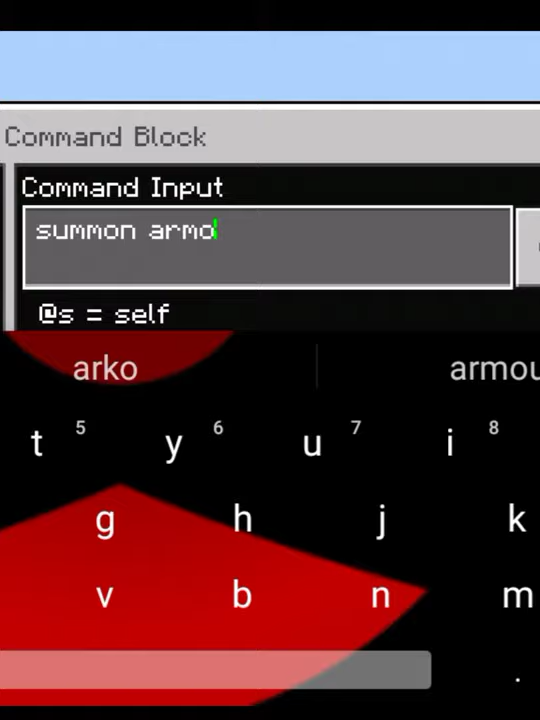 Command Block
Command Input
summon armo
@s = self
arko armou
t 5 y 6 u 7 i 8
g h j k
v b n m
.